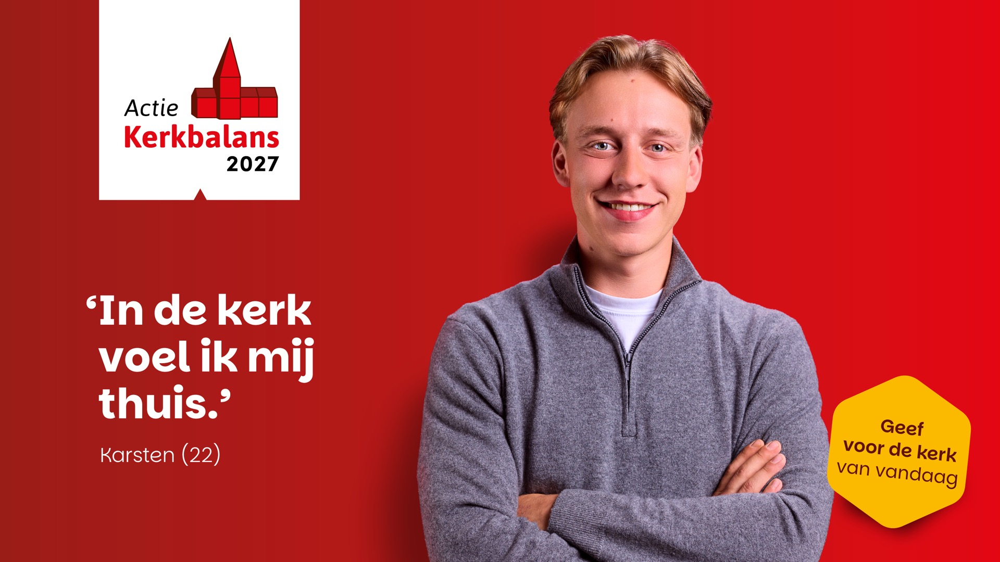 Actie
Kerkbalans
2027
‘In de kerk
voel ik mij
thuis.’
Karsten (22)
Geef
voor de kerk
van vandaag